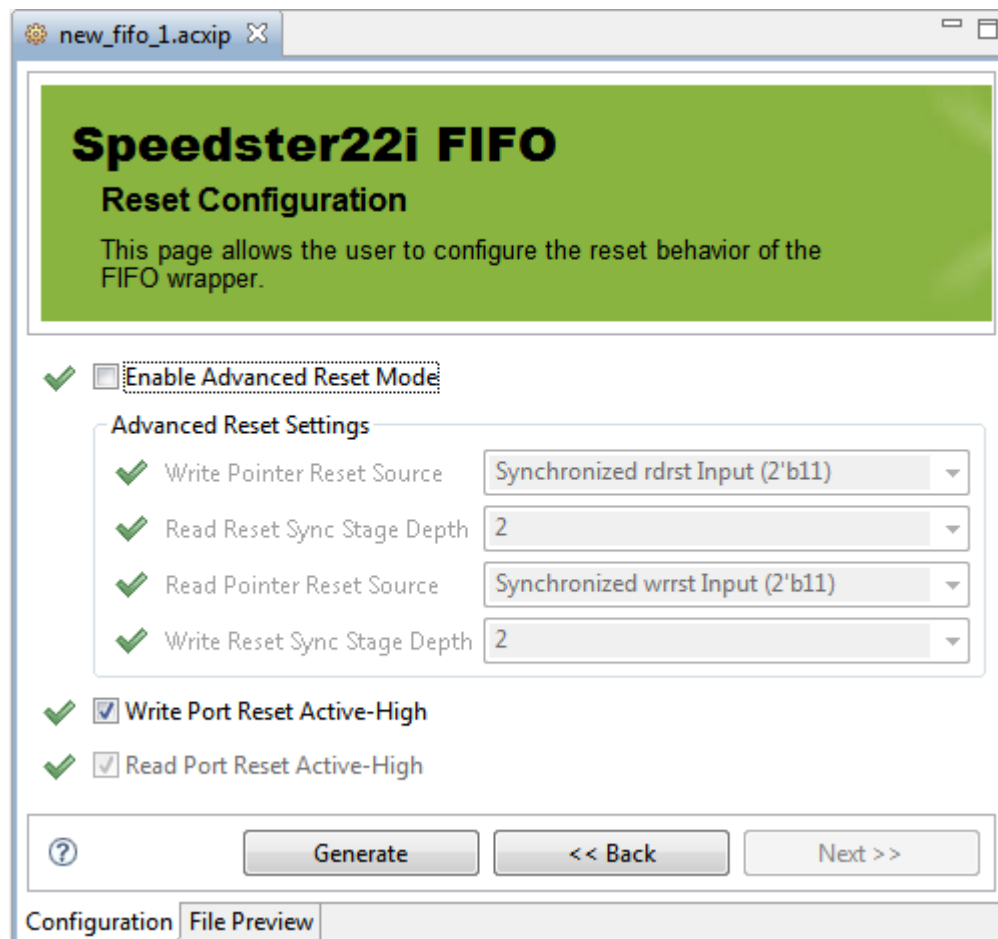 new_fifo_1.acxip
Speedster22i FIFO
Reset Configuration
This page allows the user to configure the reset behavior of the
FIFO wrapper.
Enable Advanced Reset Mode
Advanced Reset Settings
Write Pointer Reset Source Synchronized rdrst Input (2'b11)
Read Reset Sync Stage Depth 2
Read Pointer Reset Source Synchronized wrrst Input (2'b11)
Write Reset Sync Stage Depth 2
Write Port Reset Active-High
Read Port Reset Active-High
? Generate << Back Next >>
Configuration File Preview